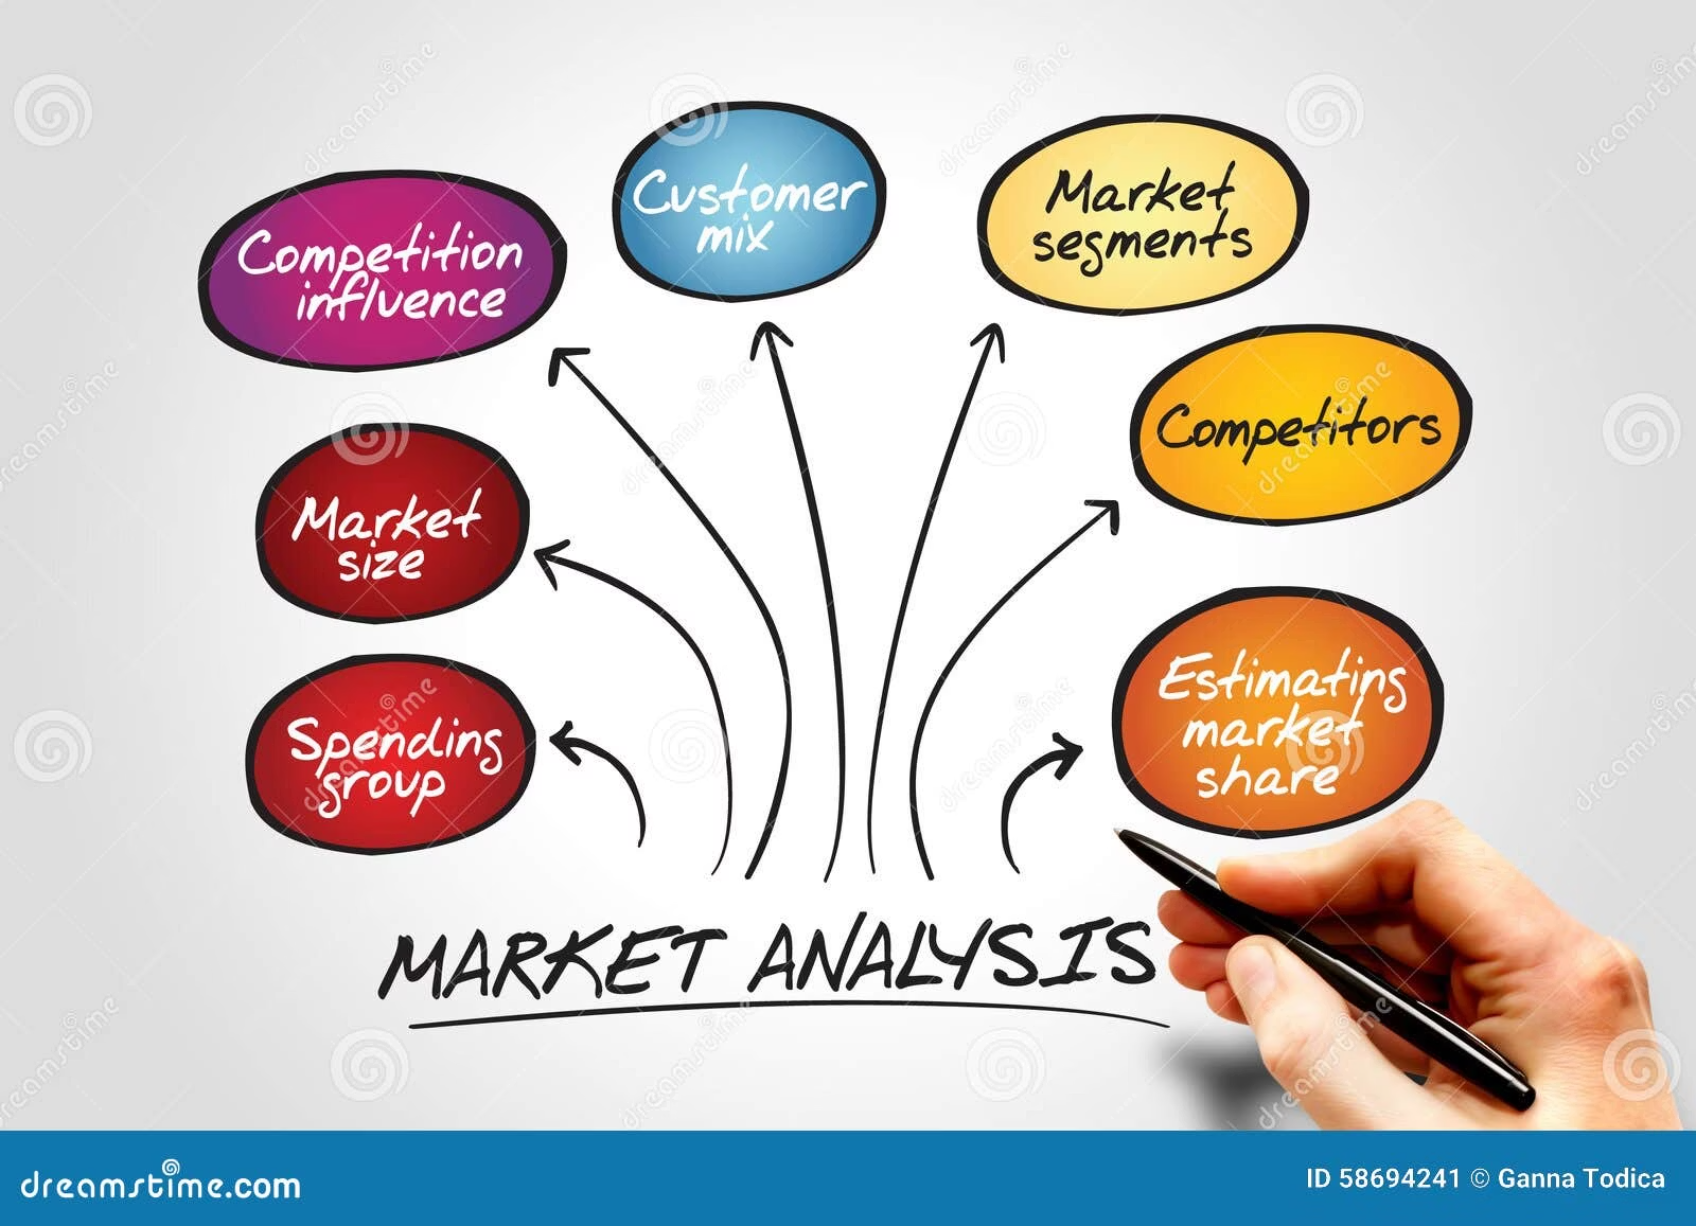 Customer
mix
Market
segments
Competition
influence
Competitors
Market
size
Estimating
market
share
Spending
group
MARKET ANALYSIS
dreamstime.com
ID 58694241 © Ganna Todica